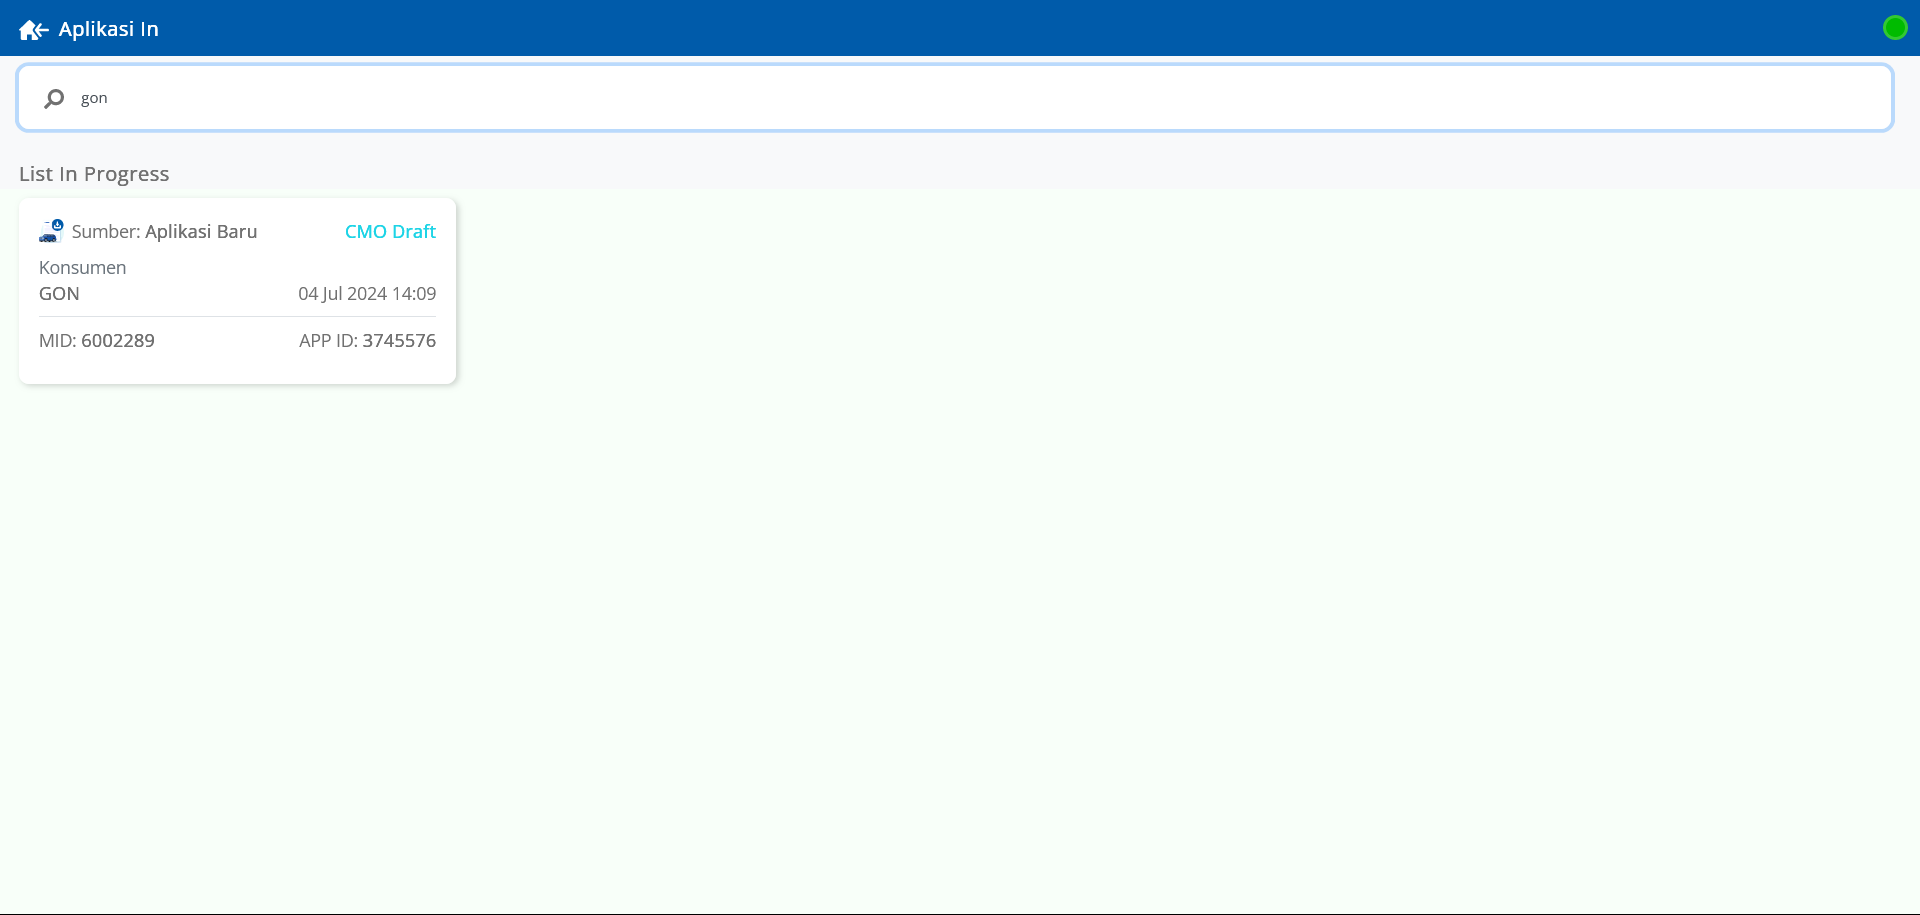 Aplikasi In
gon
List In Progress
Sumber: Aplikasi Baru CMO Draft
Konsumen
GON 04 Jul 2024 14:09
MID: 6002289 APP ID: 3745576